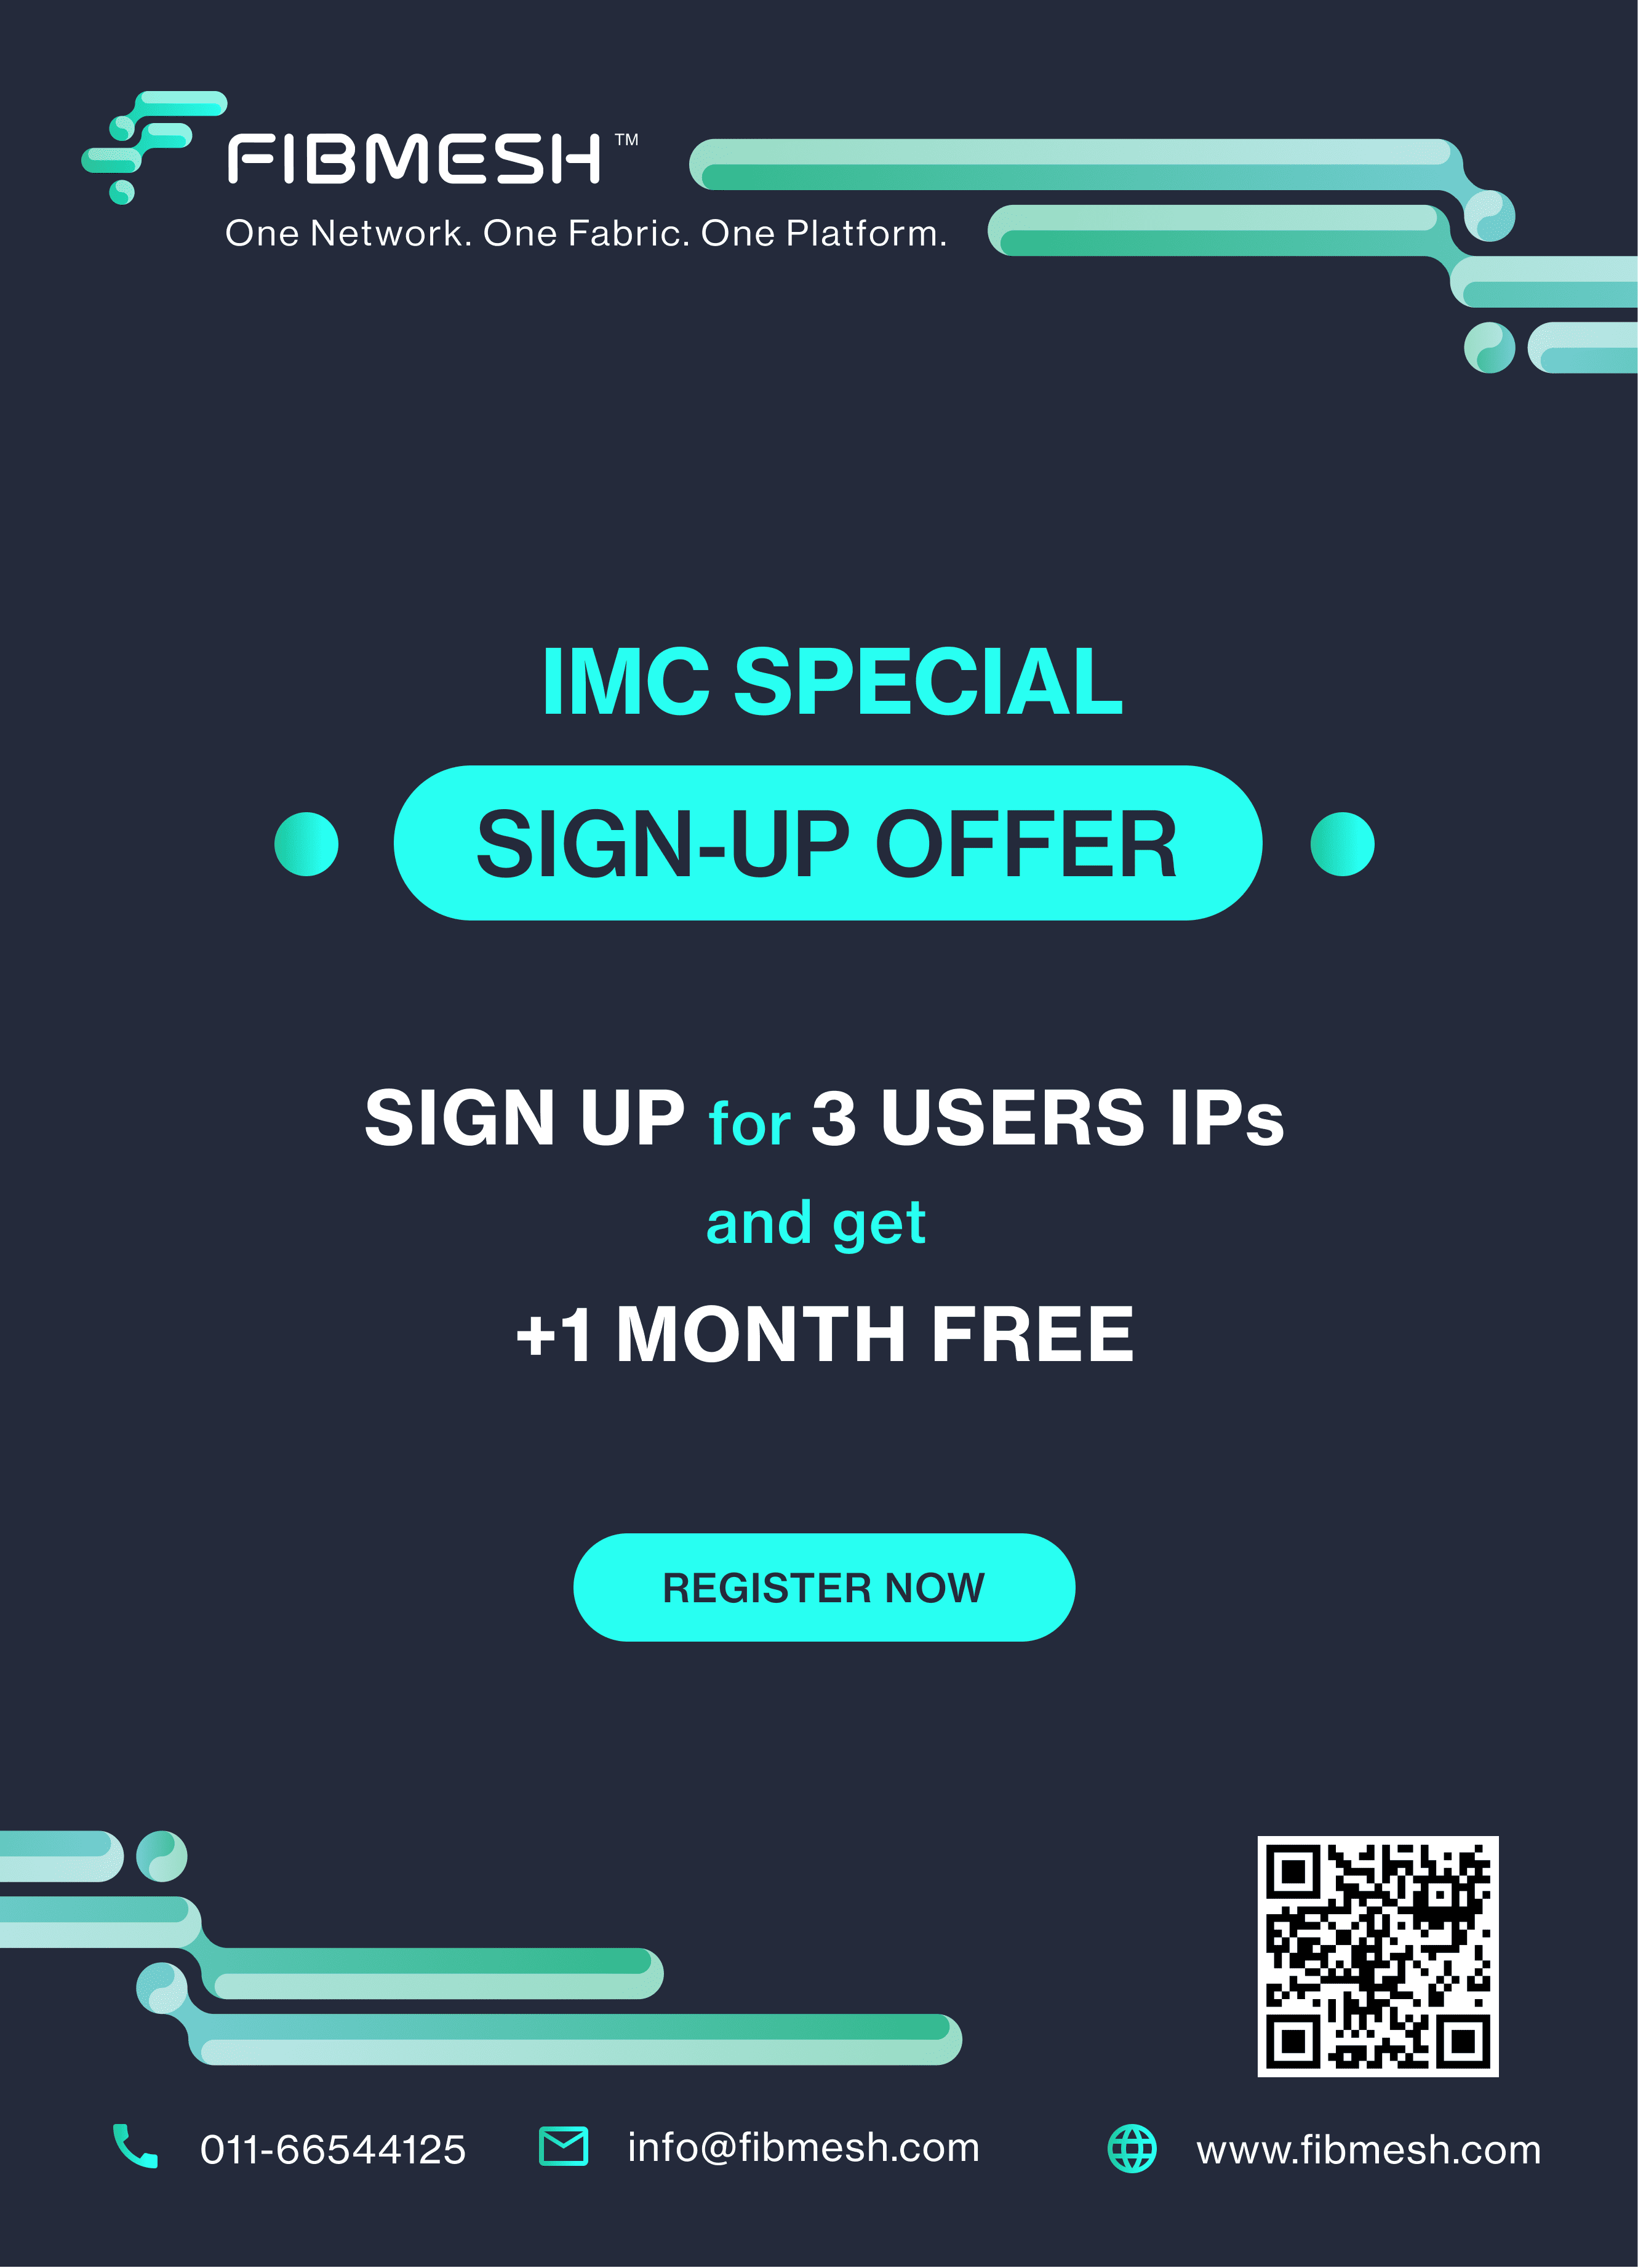 FIBMESH™
One Network. One Fabric. One Platform.
IMC SPECIAL
SIGN-UP OFFER
SIGN UP for 3 USERS IPs
and get
+1 MONTH FREE
REGISTER NOW
011-66544125
info@fibmesh.com
www.fibmesh.com